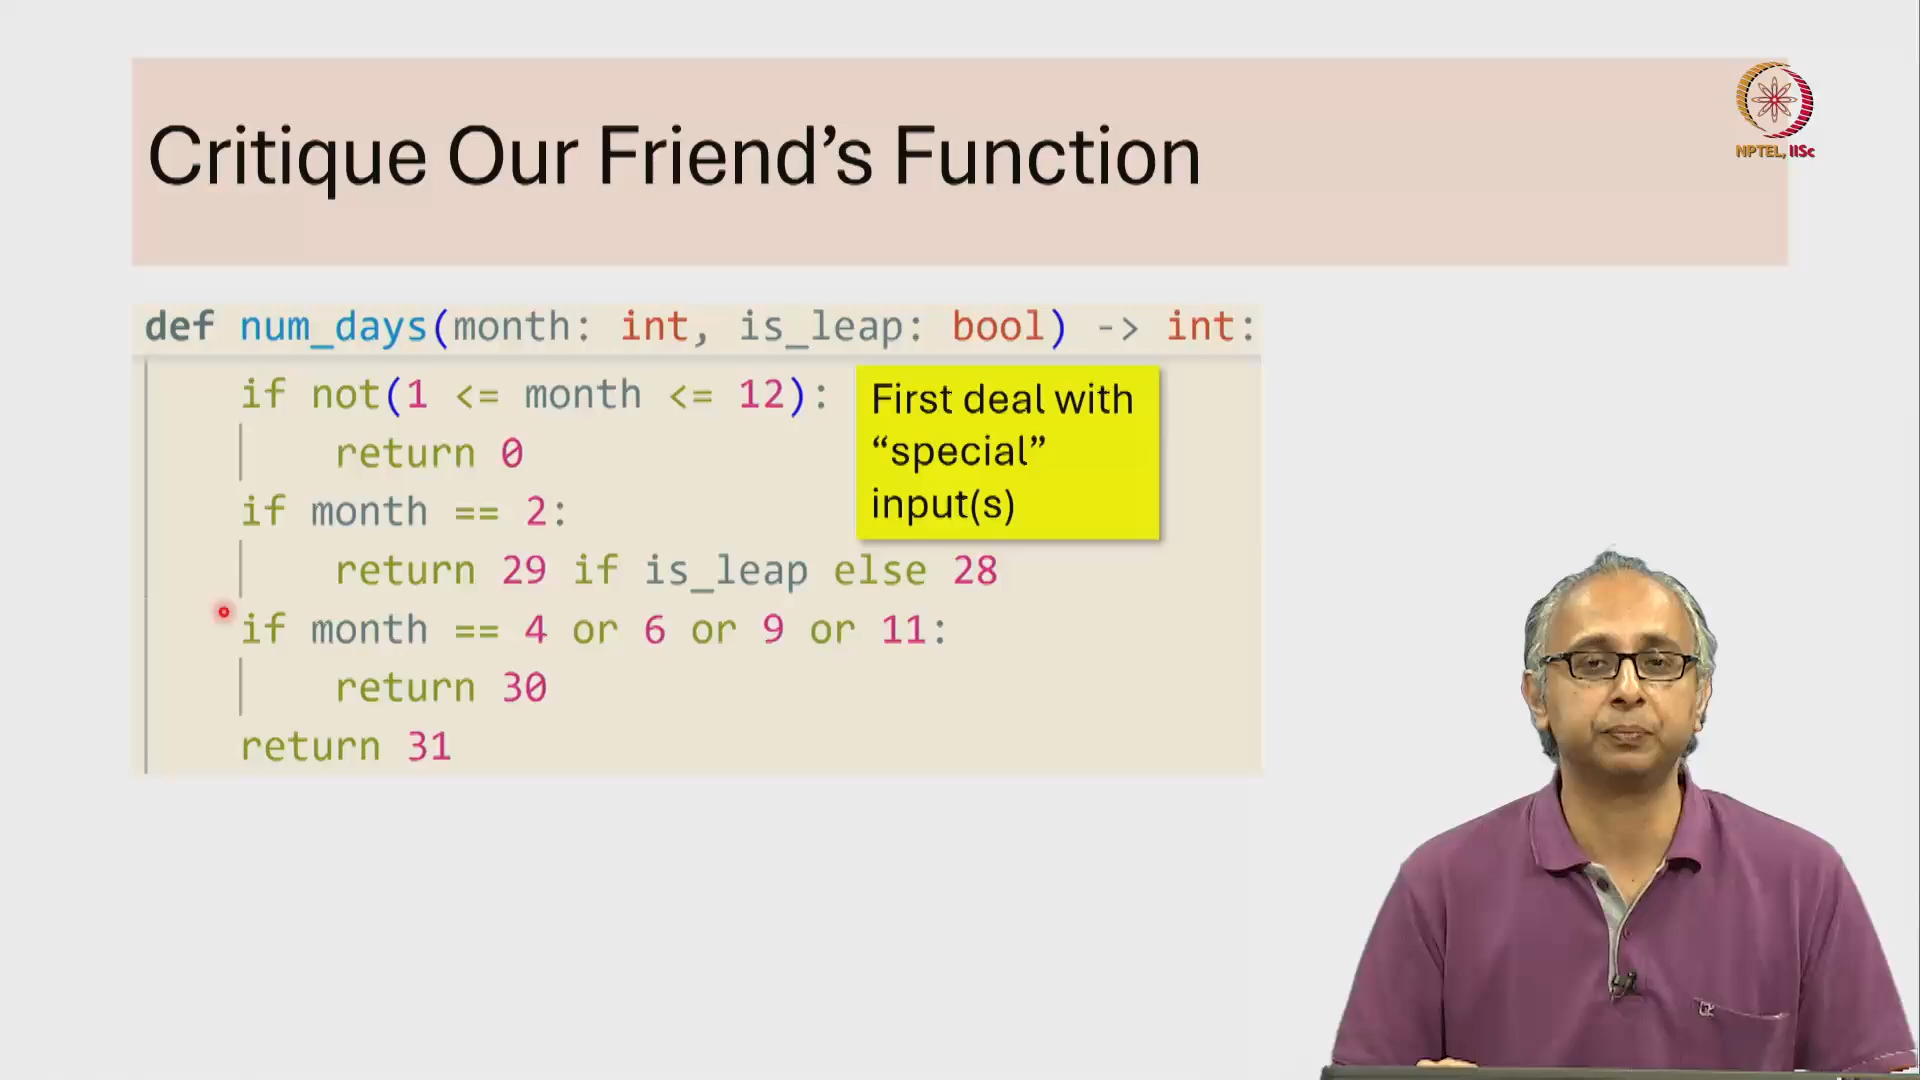 Critique Our Friend’s Function
NPTEL, IISc
def num_days(month: int, is_leap: bool) -> int:
if not(1 <= month <= 12):
return 0
if month == 2:
return 29 if is_leap else 28
if month == 4 or 6 or 9 or 11:
return 30
return 31
First deal with
“special”
input(s)